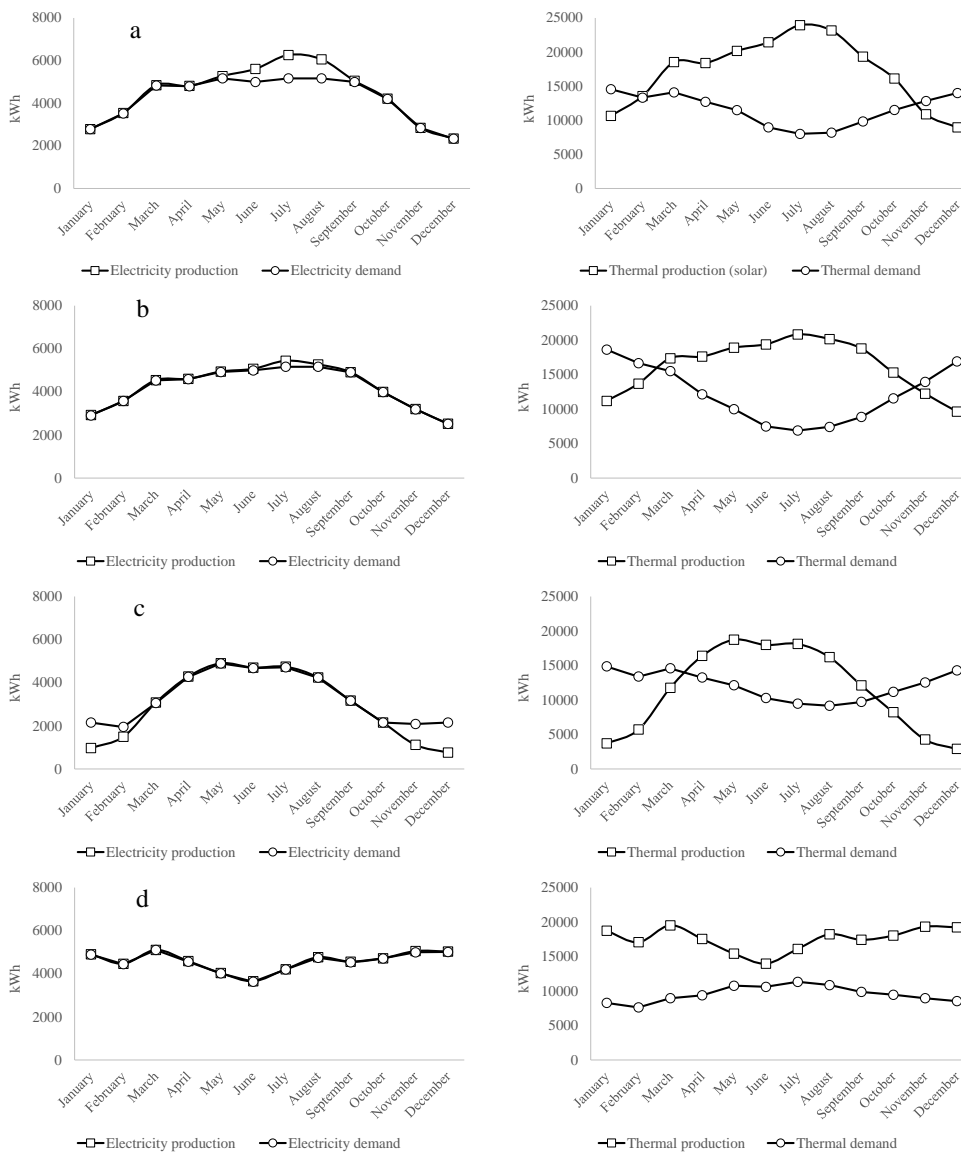 a
8000
6000
4000
2000
0
kWh
January
February
March
April
May
June
July
August
September
October
November
December
Electricity production
Electricity demand
25000
20000
15000
10000
5000
0
kWh
January
February
March
April
May
June
July
August
September
October
November
December
Thermal production (solar)
Thermal demand
b
8000
6000
4000
2000
0
kWh
January
February
March
April
May
June
July
August
September
October
November
December
Electricity production
Electricity demand
25000
20000
15000
10000
5000
0
kWh
January
February
March
April
May
June
July
August
September
October
November
December
Thermal production
Thermal demand
c
8000
6000
4000
2000
0
kWh
January
February
March
April
May
June
July
August
September
October
November
December
Electricity production
Electricity demand
25000
20000
15000
10000
5000
0
kWh
January
February
March
April
May
June
July
August
September
October
November
December
Thermal production
Thermal demand
d
8000
6000
4000
2000
0
kWh
January
February
March
April
May
June
July
August
September
October
November
December
Electricity production
Electricity demand
25000
20000
15000
10000
5000
0
kWh
January
February
March
April
May
June
July
August
September
October
November
December
Thermal production
Thermal demand